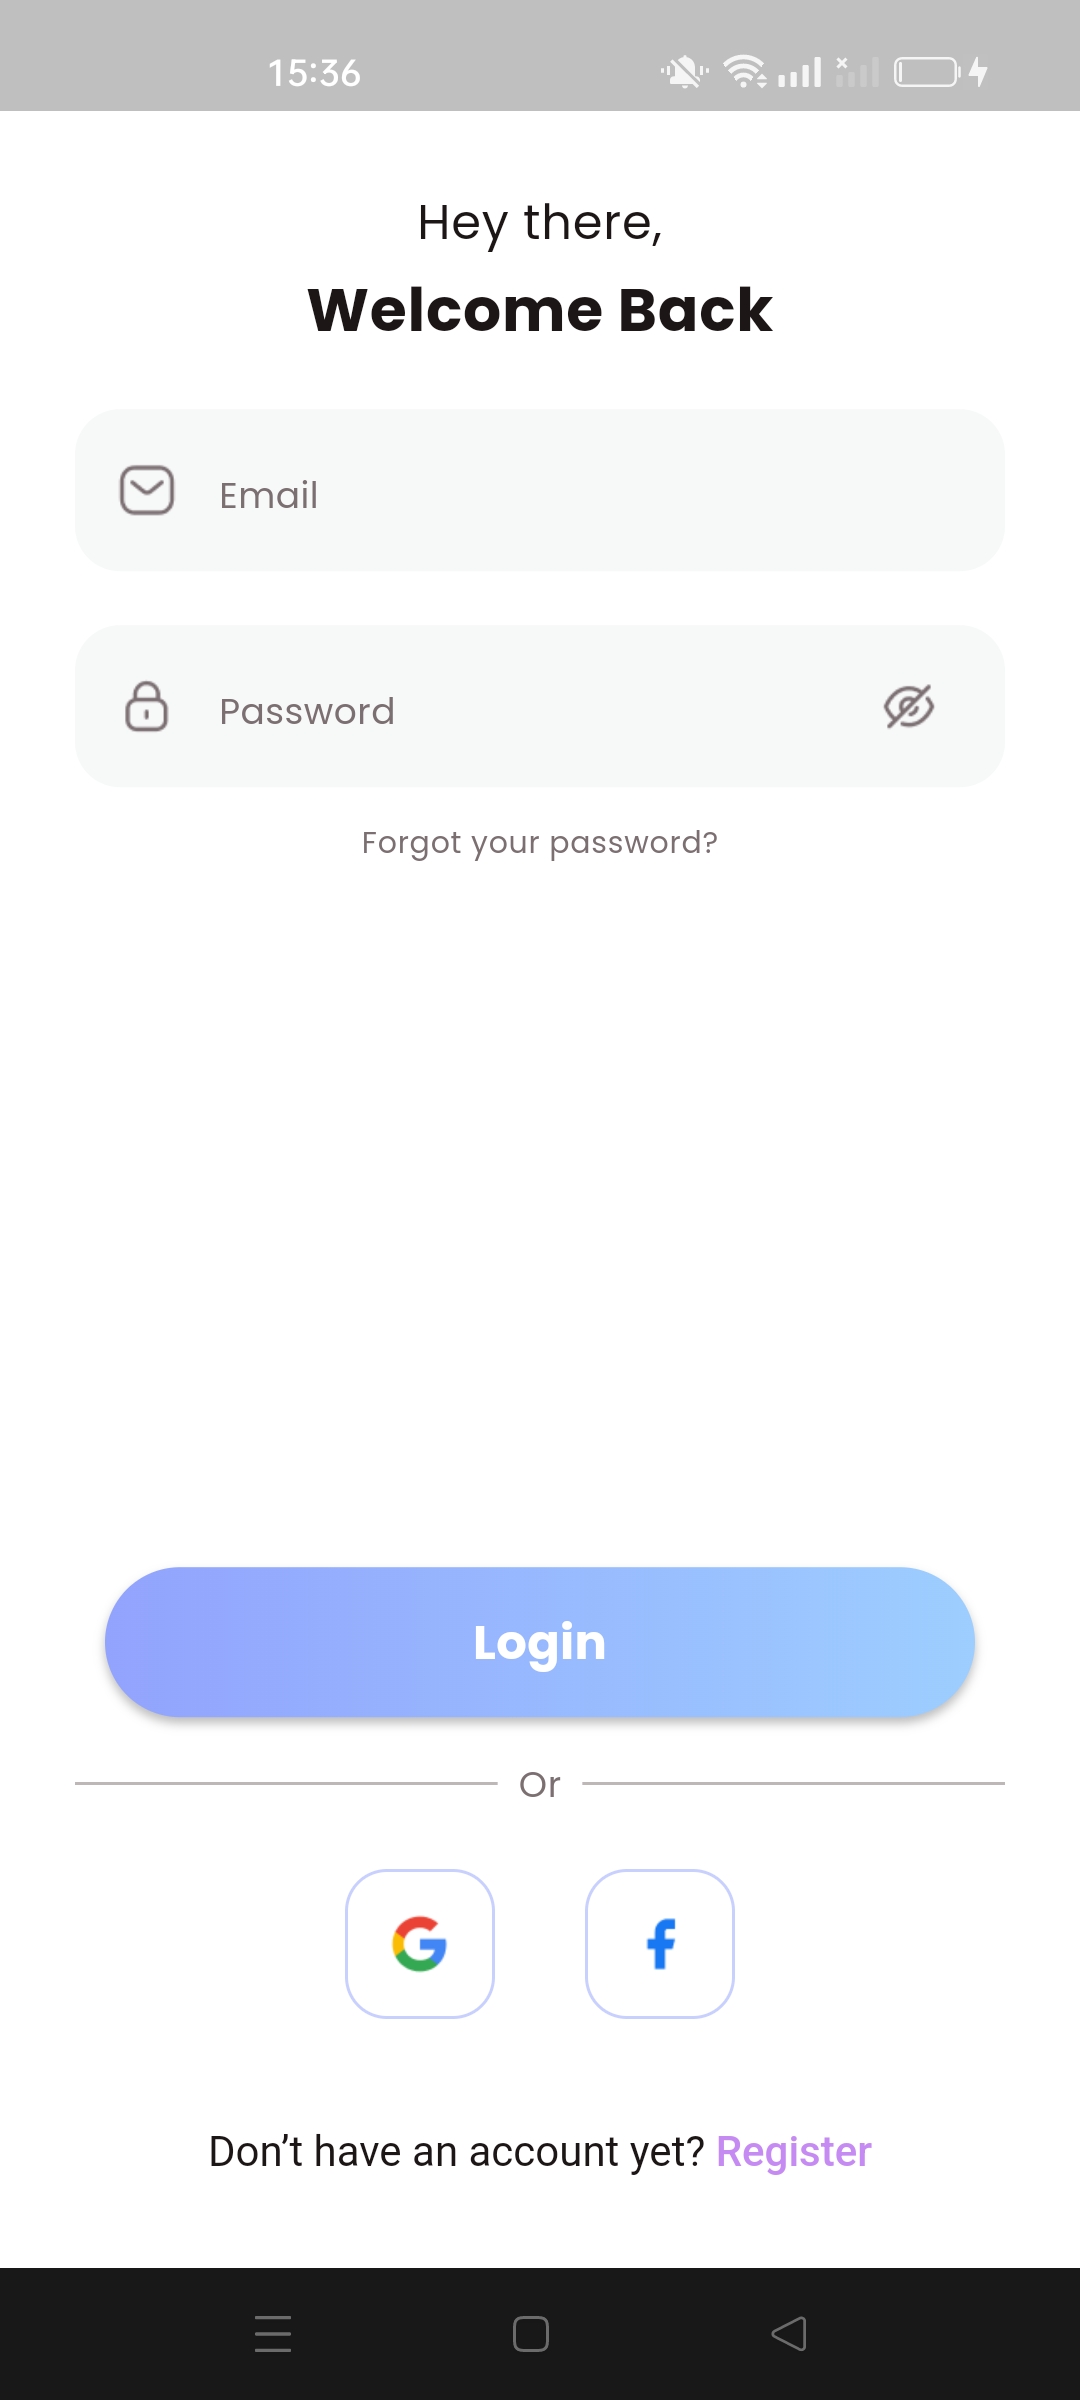 15:36
Hey there,
Welcome Back
Email
Password
Forgot your password?
Login
Or
Don’t have an account yet? Register